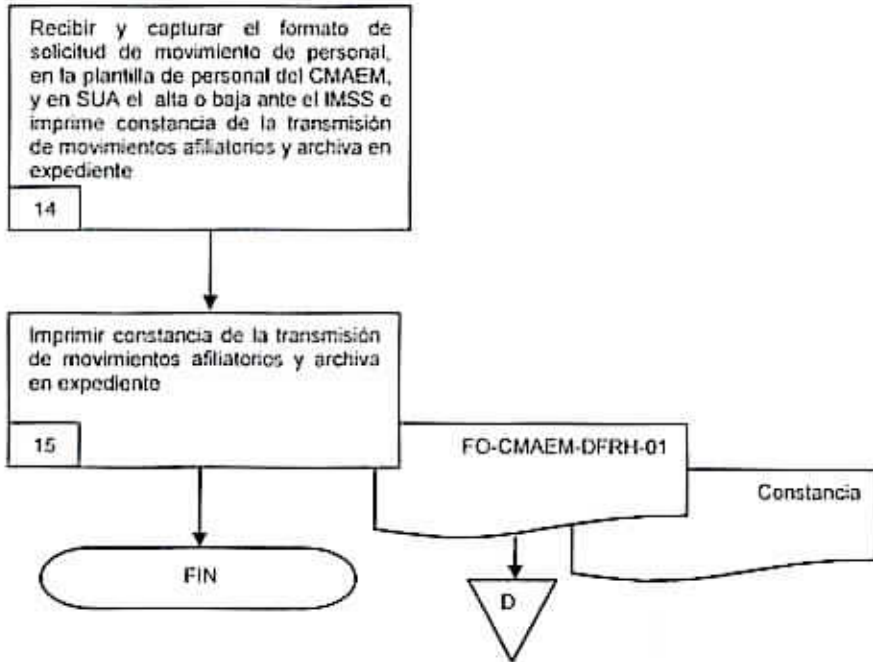 Recibir y capturar el formato de
solicitud de movimiento de personal,
en la plantilla de personal del CMAEM,
y en SUA el alta o baja ante el IMSS e
imprime constancia de la transmisión
de movimientos afiliatorios y archiva en
expediente
14
Imprimir constancia de la transmisión
de movimientos afiliatorios y archiva
en expediente
15
FO-CMAEM-DFRH-01
Constancia
FIN
D